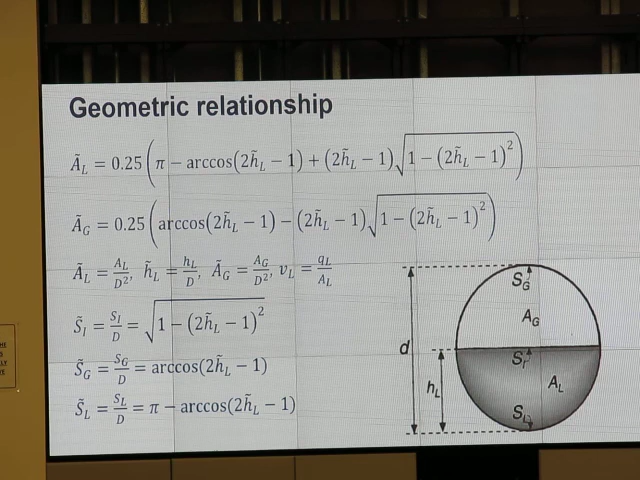 Geometric relationship
Ã_L = 0.25(π − arccos(2h̃_L − 1) + (2h̃_L − 1)√(1 − (2h̃_L − 1)²))
Ã_G = 0.25(arccos(2h̃_L − 1) − (2h̃_L − 1)√(1 − (2h̃_L − 1)²))
Ã_L = A_L/D², h̃_L = h_L/D, Ã_G = A_G/D², v_L = q_L/A_L
S̃_I = S_I/D = √(1 − (2h̃_L − 1)²)
S̃_G = S_G/D = arccos(2h̃_L − 1)
S̃_L = S_L/D = π − arccos(2h̃_L − 1)
S_G
A_G
d
S_I
h_L
A_L
S_L